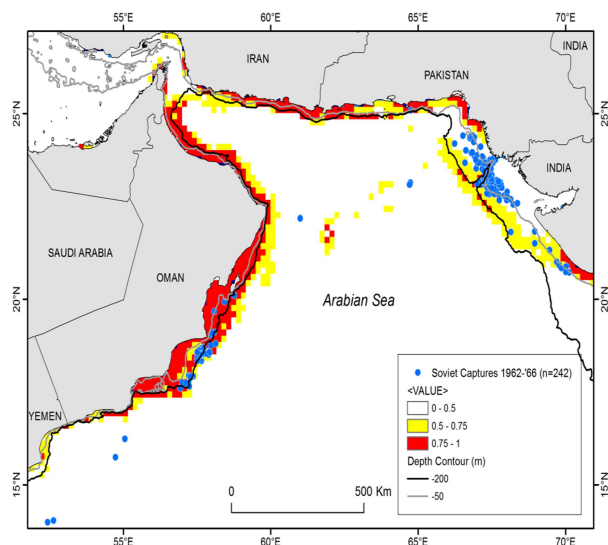 55°E 60°E 65°E 70°E
IRAN
INDIA
PAKISTAN
25°N 25°N
INDIA
SAUDI ARABIA
OMAN
20°N 20°N
Arabian Sea
Soviet Captures 1962-'66 (n=242)
<VALUE>
0 - 0.5
YEMEN
0.5 - 0.75
0.75 - 1
Depth Contour (m)
15°N 15°N
-200
0 500 Km
-50
55°E 60°E 65°E 70°E